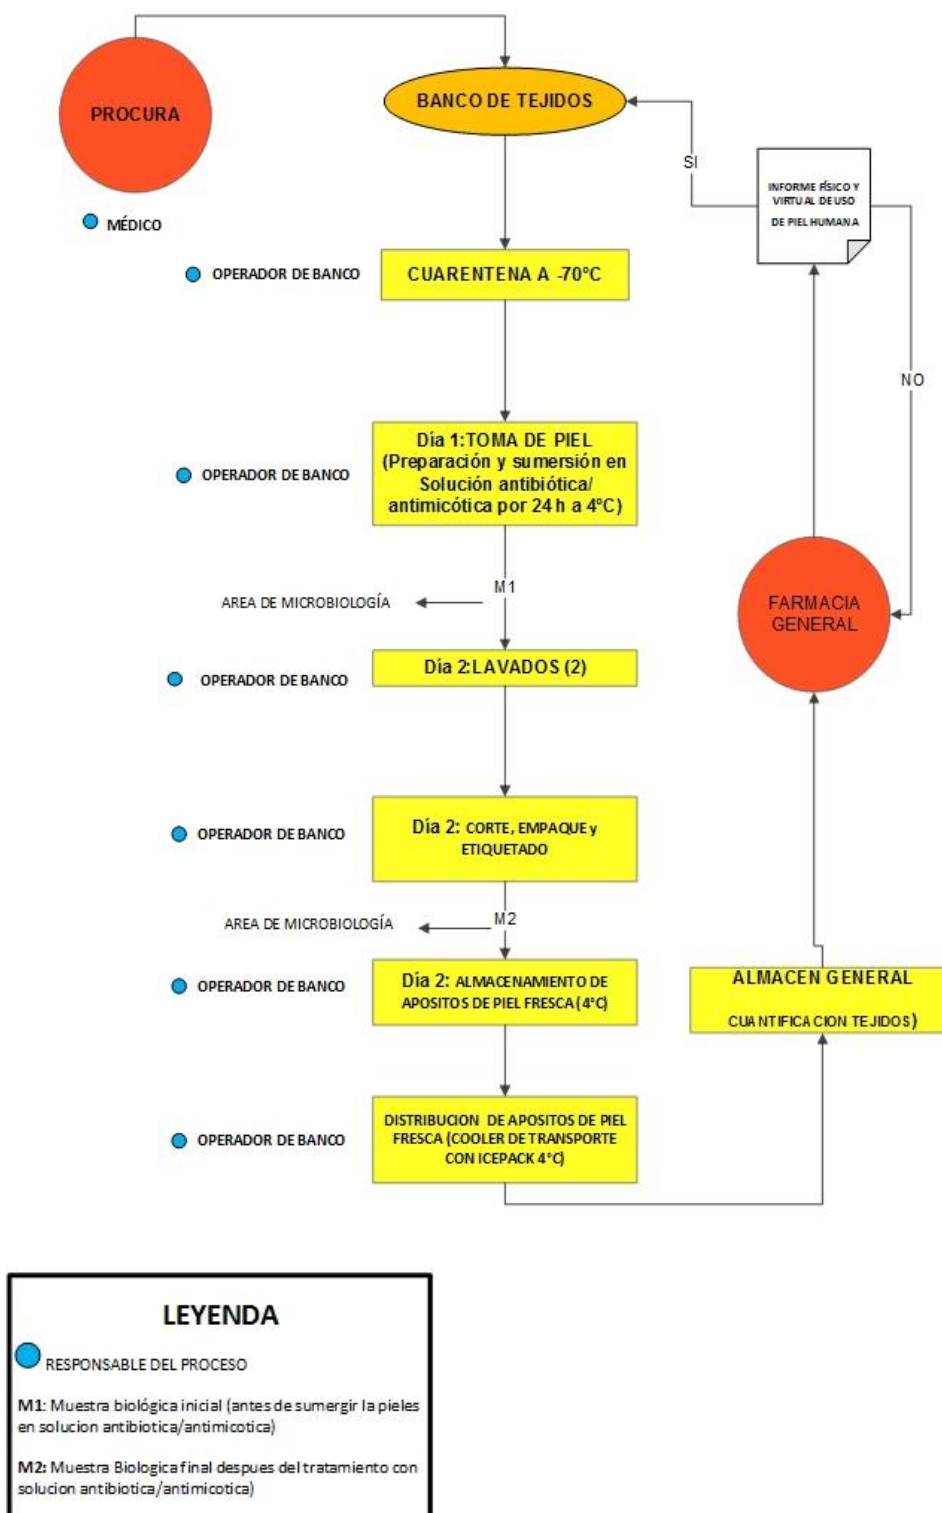 PROCURA
BANCO DE TEJIDOS
SI
INFORME FÍSICO Y
VIRTUAL DE USO
DE PIEL HUMANA
MÉDICO
OPERADOR DE BANCO
CUARENTENA A -70°C
NO
OPERADOR DE BANCO
Día 1:TOMA DE PIEL
(Preparación y sumersión en
Solución antibiótica/
antimicótica por 24 h a 4°C)
M1
AREA DE MICROBIOLOGÍA
FARMACIA
GENERAL
OPERADOR DE BANCO
Día 2:LAVADOS (2)
OPERADOR DE BANCO
Día 2: CORTE, EMPAQUE y
ETIQUETADO
M2
AREA DE MICROBIOLOGÍA
OPERADOR DE BANCO
Día 2: ALMACENAMIENTO DE
APOSITOS DE PIEL FRESCA (4°C)
ALMACEN GENERAL
CUANTIFICACION TEJIDOS)
OPERADOR DE BANCO
DISTRIBUCION DE APOSITOS DE PIEL
FRESCA (COOLER DE TRANSPORTE
CON ICEPACK 4°C)
LEYENDA
RESPONSABLE DEL PROCESO
M1: Muestra biológica inicial (antes de sumergir la pieles
en solucion antibiotica/antimicotica)
M2: Muestra Biologica final despues del tratamiento con
solucion antibiotica/antimicotica)